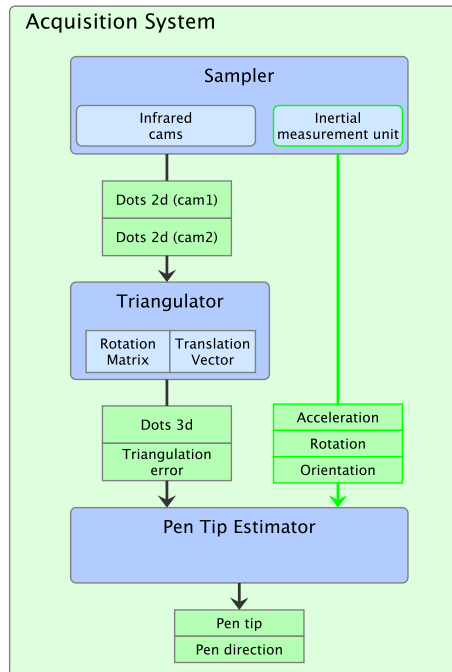 Acquisition System
Sampler
Infrared
cams
Inertial
measurement unit
Dots 2d (cam1)
Dots 2d (cam2)
Triangulator
Rotation
Matrix
Translation
Vector
Dots 3d
Triangulation
error
Acceleration
Rotation
Orientation
Pen Tip Estimator
Pen tip
Pen direction